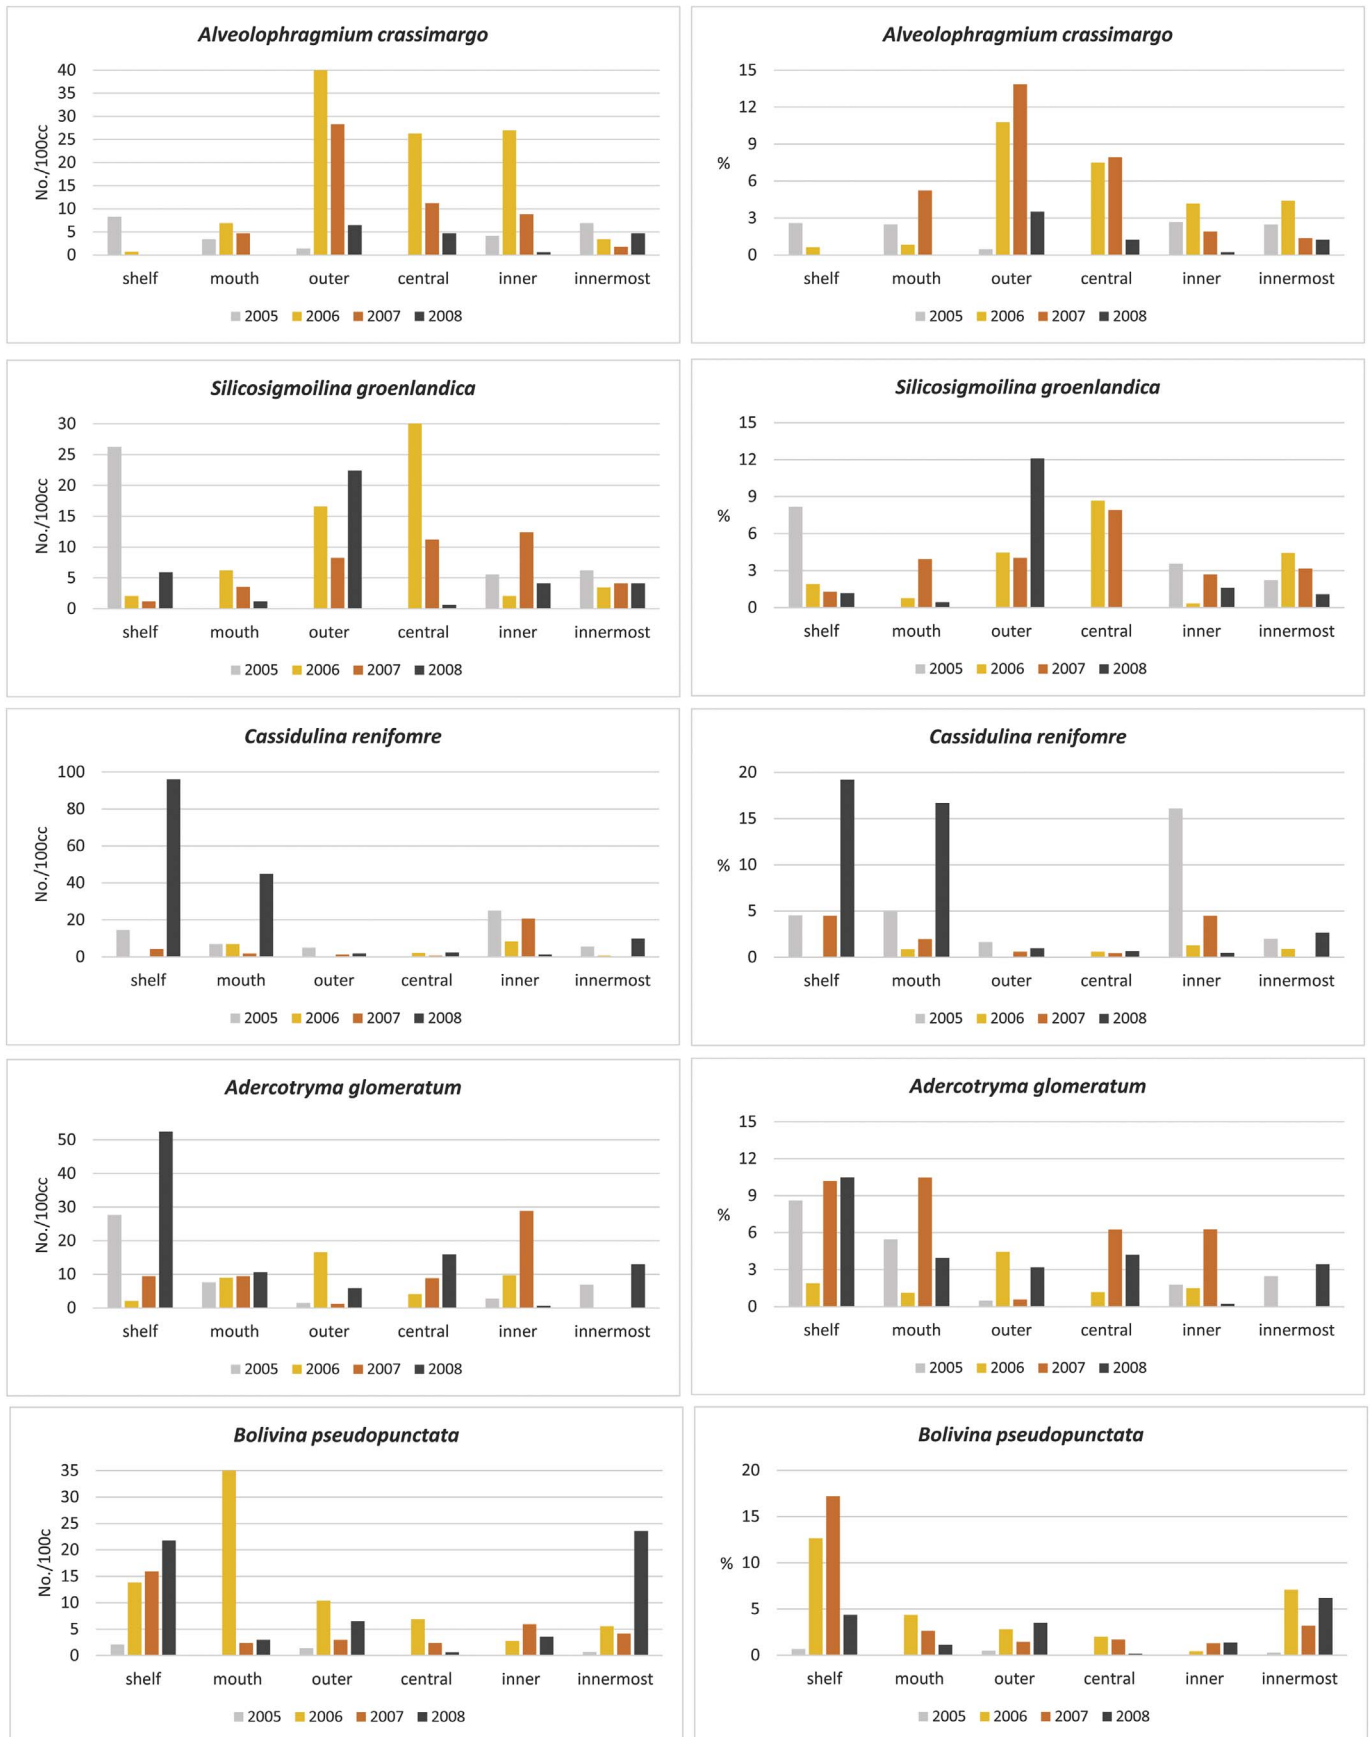 Alveolophragmium crassimargo
40
35
30
25
20
15
10
5
0
No./100cc
shelf mouth outer central inner innermost
2005 2006 2007 2008
Alveolophragmium crassimargo
15
12
9
6
3
0
%
shelf mouth outer central inner innermost
2005 2006 2007 2008
Silicosigmoilina groenlandica
30
25
20
15
10
5
0
No./100cc
shelf mouth outer central inner innermost
2005 2006 2007 2008
Silicosigmoilina groenlandica
15
12
9
6
3
0
%
shelf mouth outer central inner innermost
2005 2006 2007 2008
Cassidulina renifomre
100
80
60
40
20
0
No./100cc
shelf mouth outer central inner innermost
2005 2006 2007 2008
Cassidulina renifomre
20
15
10
5
0
%
shelf mouth outer central inner innermost
2005 2006 2007 2008
Adercotryma glomeratum
50
40
30
20
10
0
No./100cc
shelf mouth outer central inner innermost
2005 2006 2007 2008
Adercotryma glomeratum
15
12
9
6
3
0
%
shelf mouth outer central inner innermost
2005 2006 2007 2008
Bolivina pseudopunctata
35
30
25
20
15
10
5
0
No./100c
shelf mouth outer central inner innermost
2005 2006 2007 2008
Bolivina pseudopunctata
20
15
10
5
0
%
shelf mouth outer central inner innermost
2005 2006 2007 2008